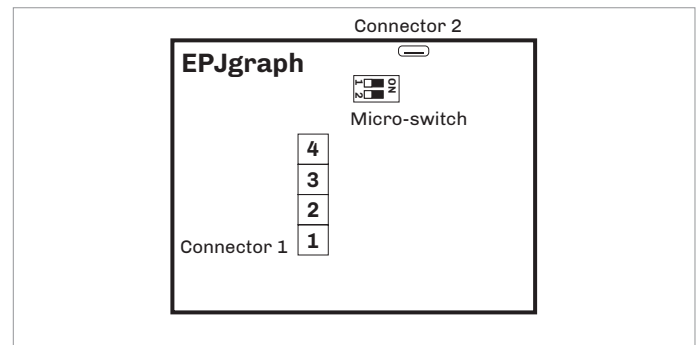 Connector 2
EPJgraph
1 2 ON
Micro-switch
4
3
2
Connector 1 1